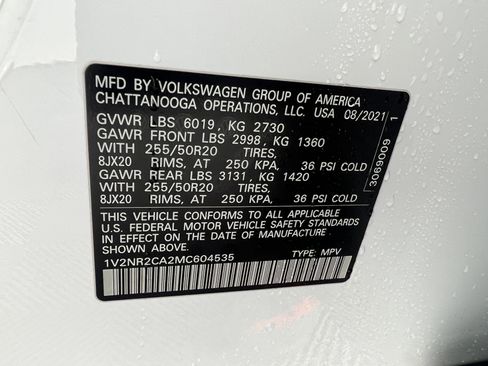 MFD BY VOLKSWAGEN GROUP OF AMERICA
CHATTANOOGA OPERATIONS, LLC. USA 08/2021
GVWR LBS 6019, KG 2730
GAWR FRONT LBS 2998, KG 1360
WITH 255/50R20 TIRES,
8JX20 RIMS, AT 250 KPA, 36 PSI COLD
GAWR REAR LBS 3131, KG 1420
WITH 255/50R20 TIRES,
8JX20 RIMS, AT 250 KPA, 36 PSI COLD
THIS VEHICLE CONFORMS TO ALL APPLICABLE
U.S. FEDERAL MOTOR VEHICLE SAFETY STANDARDS
IN EFFECT ON THE DATE OF MANUFACTURE
SHOWN ABOVE.
1V2NR2CA2MC604535 TYPE: MPV
3069009 1